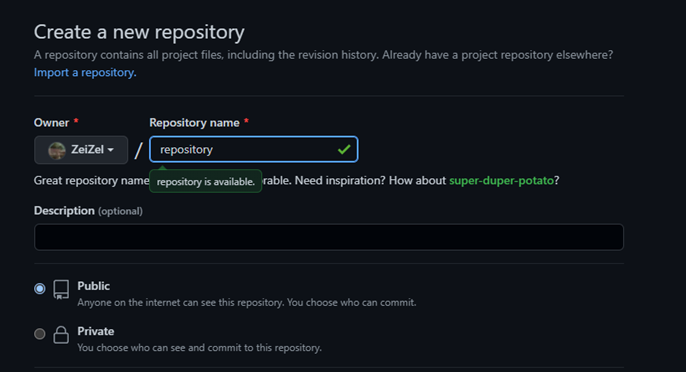 Create a new repository
A repository contains all project files, including the revision history. Already have a project repository elsewhere?
Import a repository.
Owner * Repository name *
ZeiZel / repository
Great repository name rable. Need inspiration? How about super-duper-potato?
repository is available.
Description (optional)
Public
Anyone on the internet can see this repository. You choose who can commit.
Private
You choose who can see and commit to this repository.